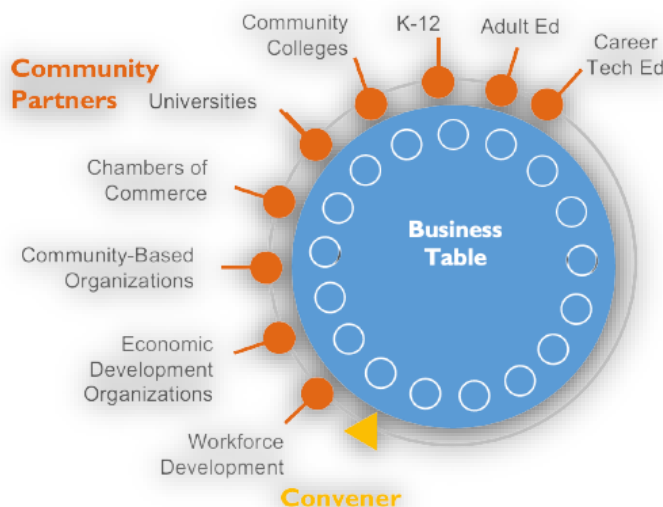 Community
Colleges
K-12
Adult Ed
Career
Tech Ed
Community
Partners
Universities
Chambers of
Commerce
Business
Table
Community-Based
Organizations
Economic
Development
Organizations
Workforce
Development
Convener